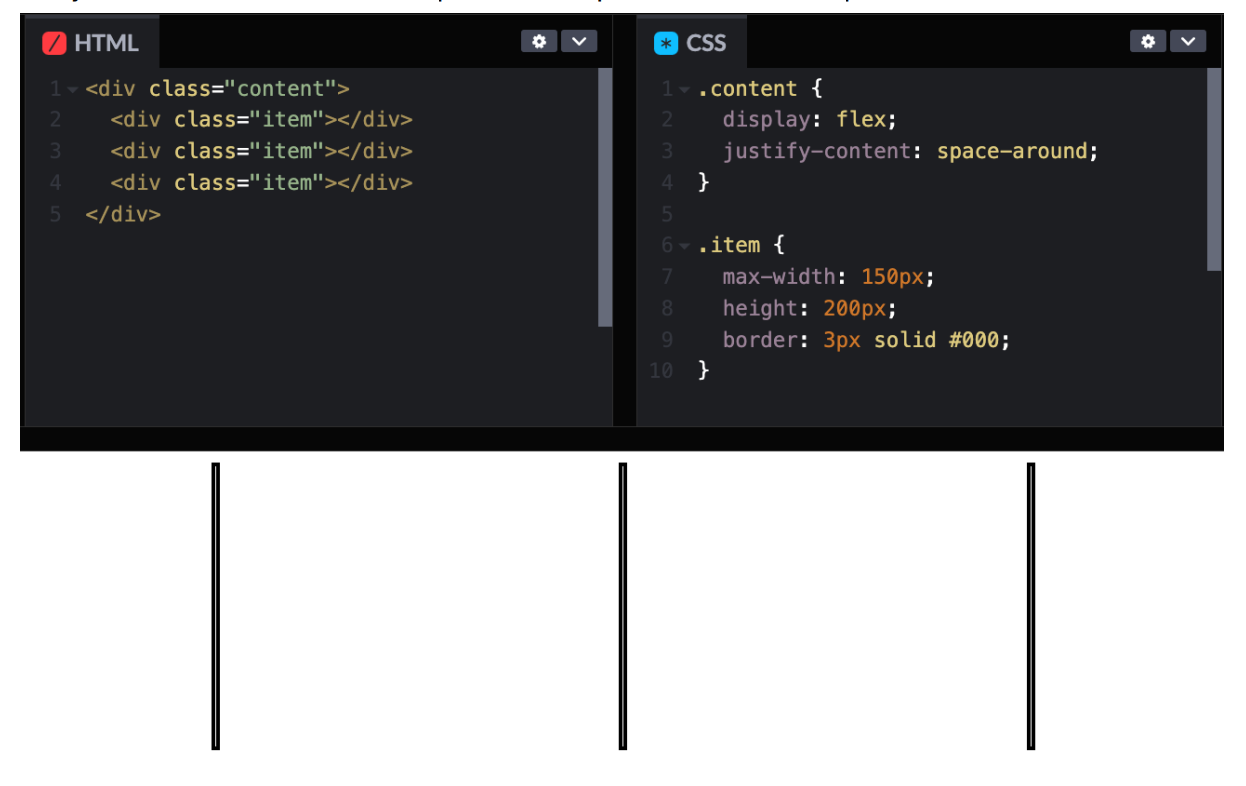 HTML
1 <div class="content">
2 <div class="item"></div>
3 <div class="item"></div>
4 <div class="item"></div>
5 </div>
* CSS
1 .content {
2 display: flex;
3 justify-content: space-around;
4 }
5
6 .item {
7 max-width: 150px;
8 height: 200px;
9 border: 3px solid #000;
10 }